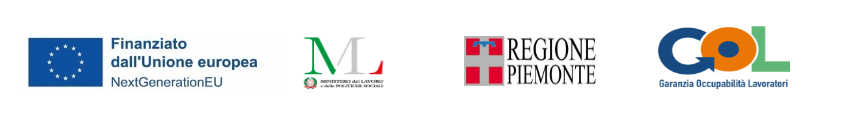 Finanziato
dall'Unione europea
NextGenerationEU
ML
MINISTERO del LAVORO
e delle POLITICHE SOCIALI
REGIONE
PIEMONTE
GOL
Garanzia Occupabilità Lavoratori